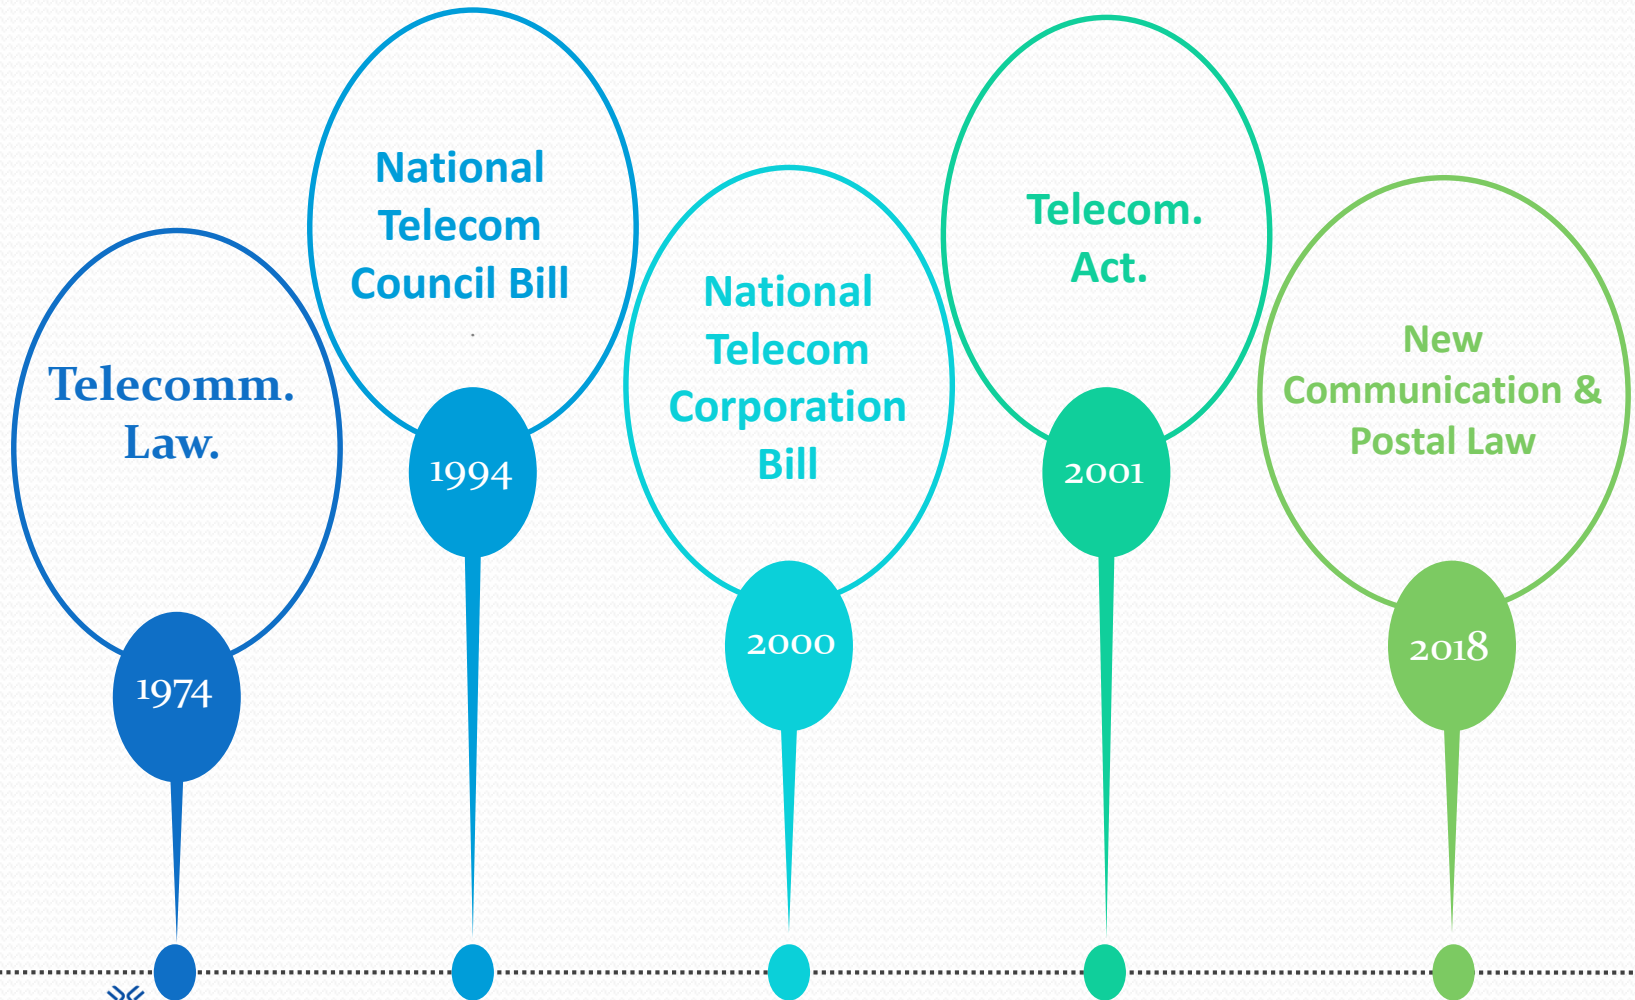 Telecomm.
Law.
1974
National
Telecom
Council Bill
.
1994
National
Telecom
Corporation
Bill
2000
Telecom.
Act.
2001
New
Communication &
Postal Law
2018